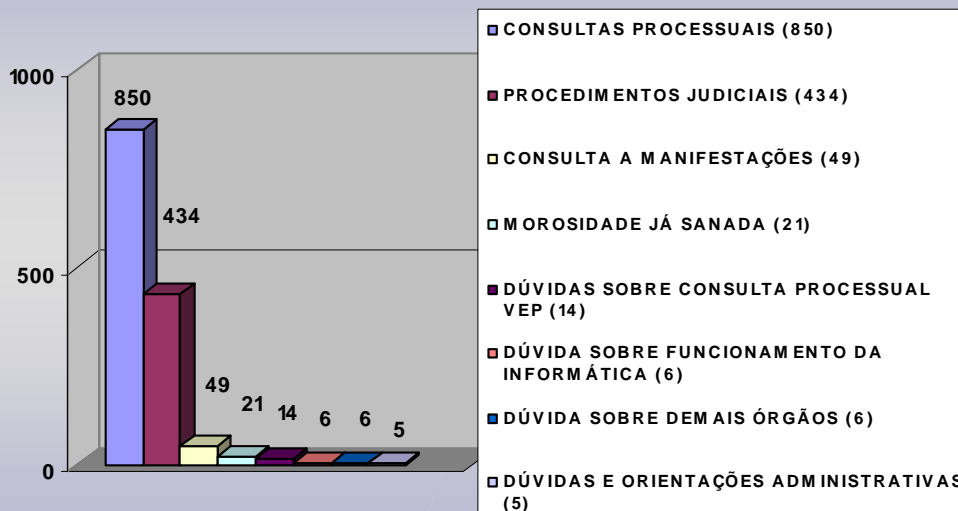 1000
500
0
850
434
49
21
14
6
6
5
CONSULTAS PROCESSUAIS (850)
PROCEDIMENTOS JUDICIAIS (434)
CONSULTA A MANIFESTAÇÕES (49)
MOROSIDADE JÁ SANADA (21)
DÚVIDAS SOBRE CONSULTA PROCESSUAL
VEP (14)
DÚVIDA SOBRE FUNCIONAMENTO DA
INFORMÁTICA (6)
DÚVIDA SOBRE DEMAIS ÓRGÃOS (6)
DÚVIDAS E ORIENTAÇÕES ADMINISTRATIVAS
(5)